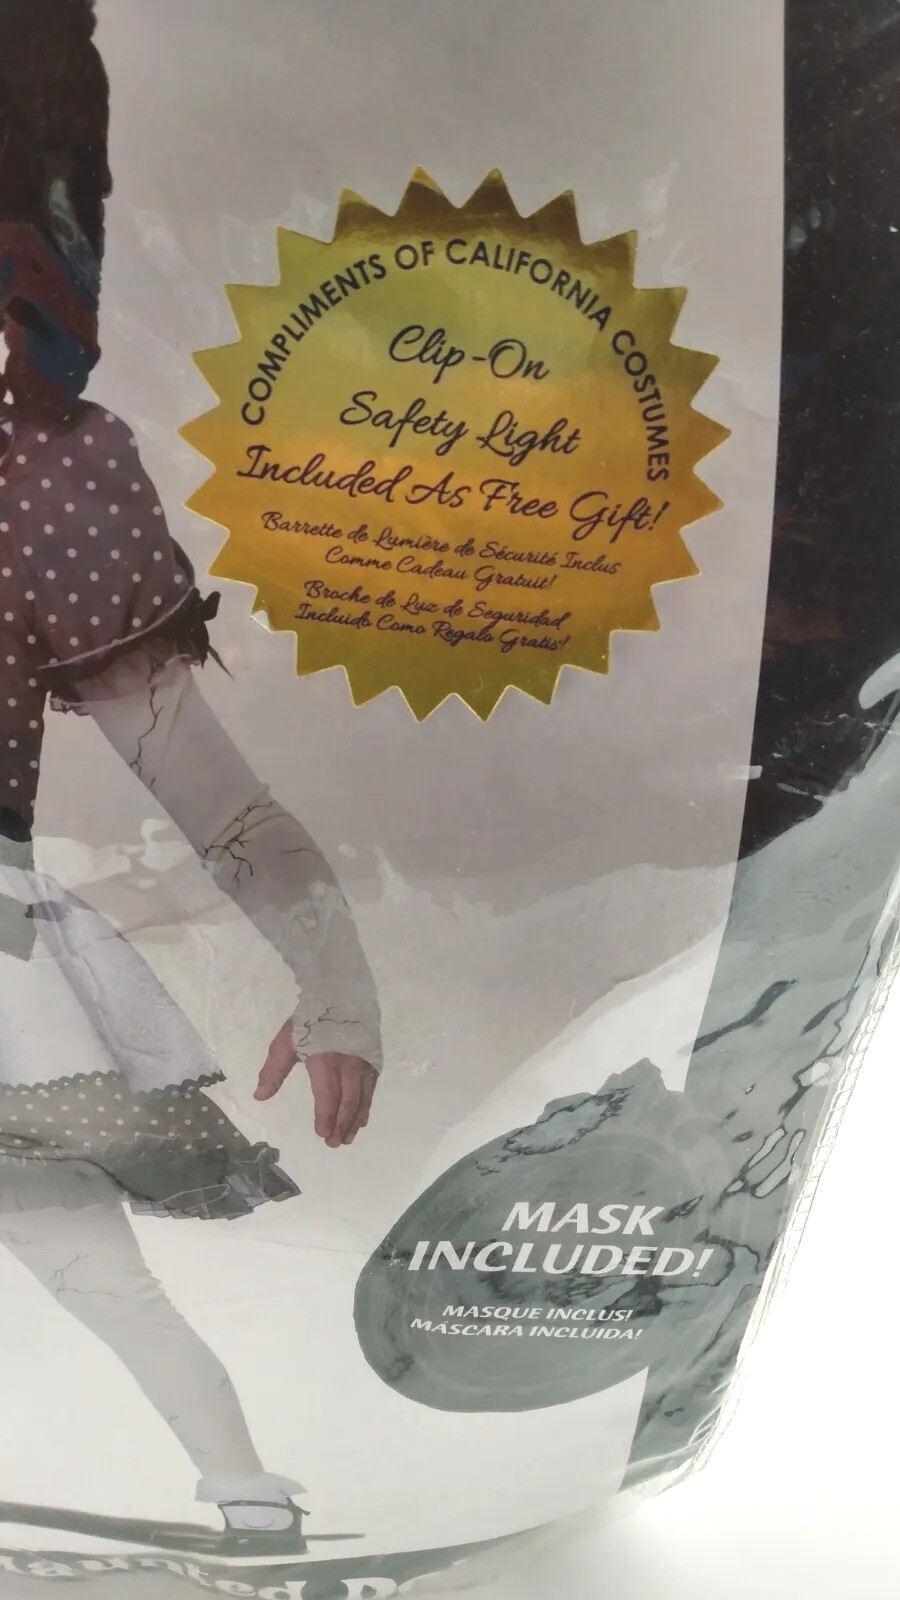 COMPLIMENTS OF CALIFORNIA COSTUMES
Clip-On
Safety Light
Included As Free Gift!
Barrette de Lumière de Sécurité Inclus
Comme Cadeau Gratuit!
Broche de Luz de Seguridad
Incluido Como Regalo Gratis!
MASK
INCLUDED!
MASQUE INCLUS!
MÁSCARA INCLUIDA!